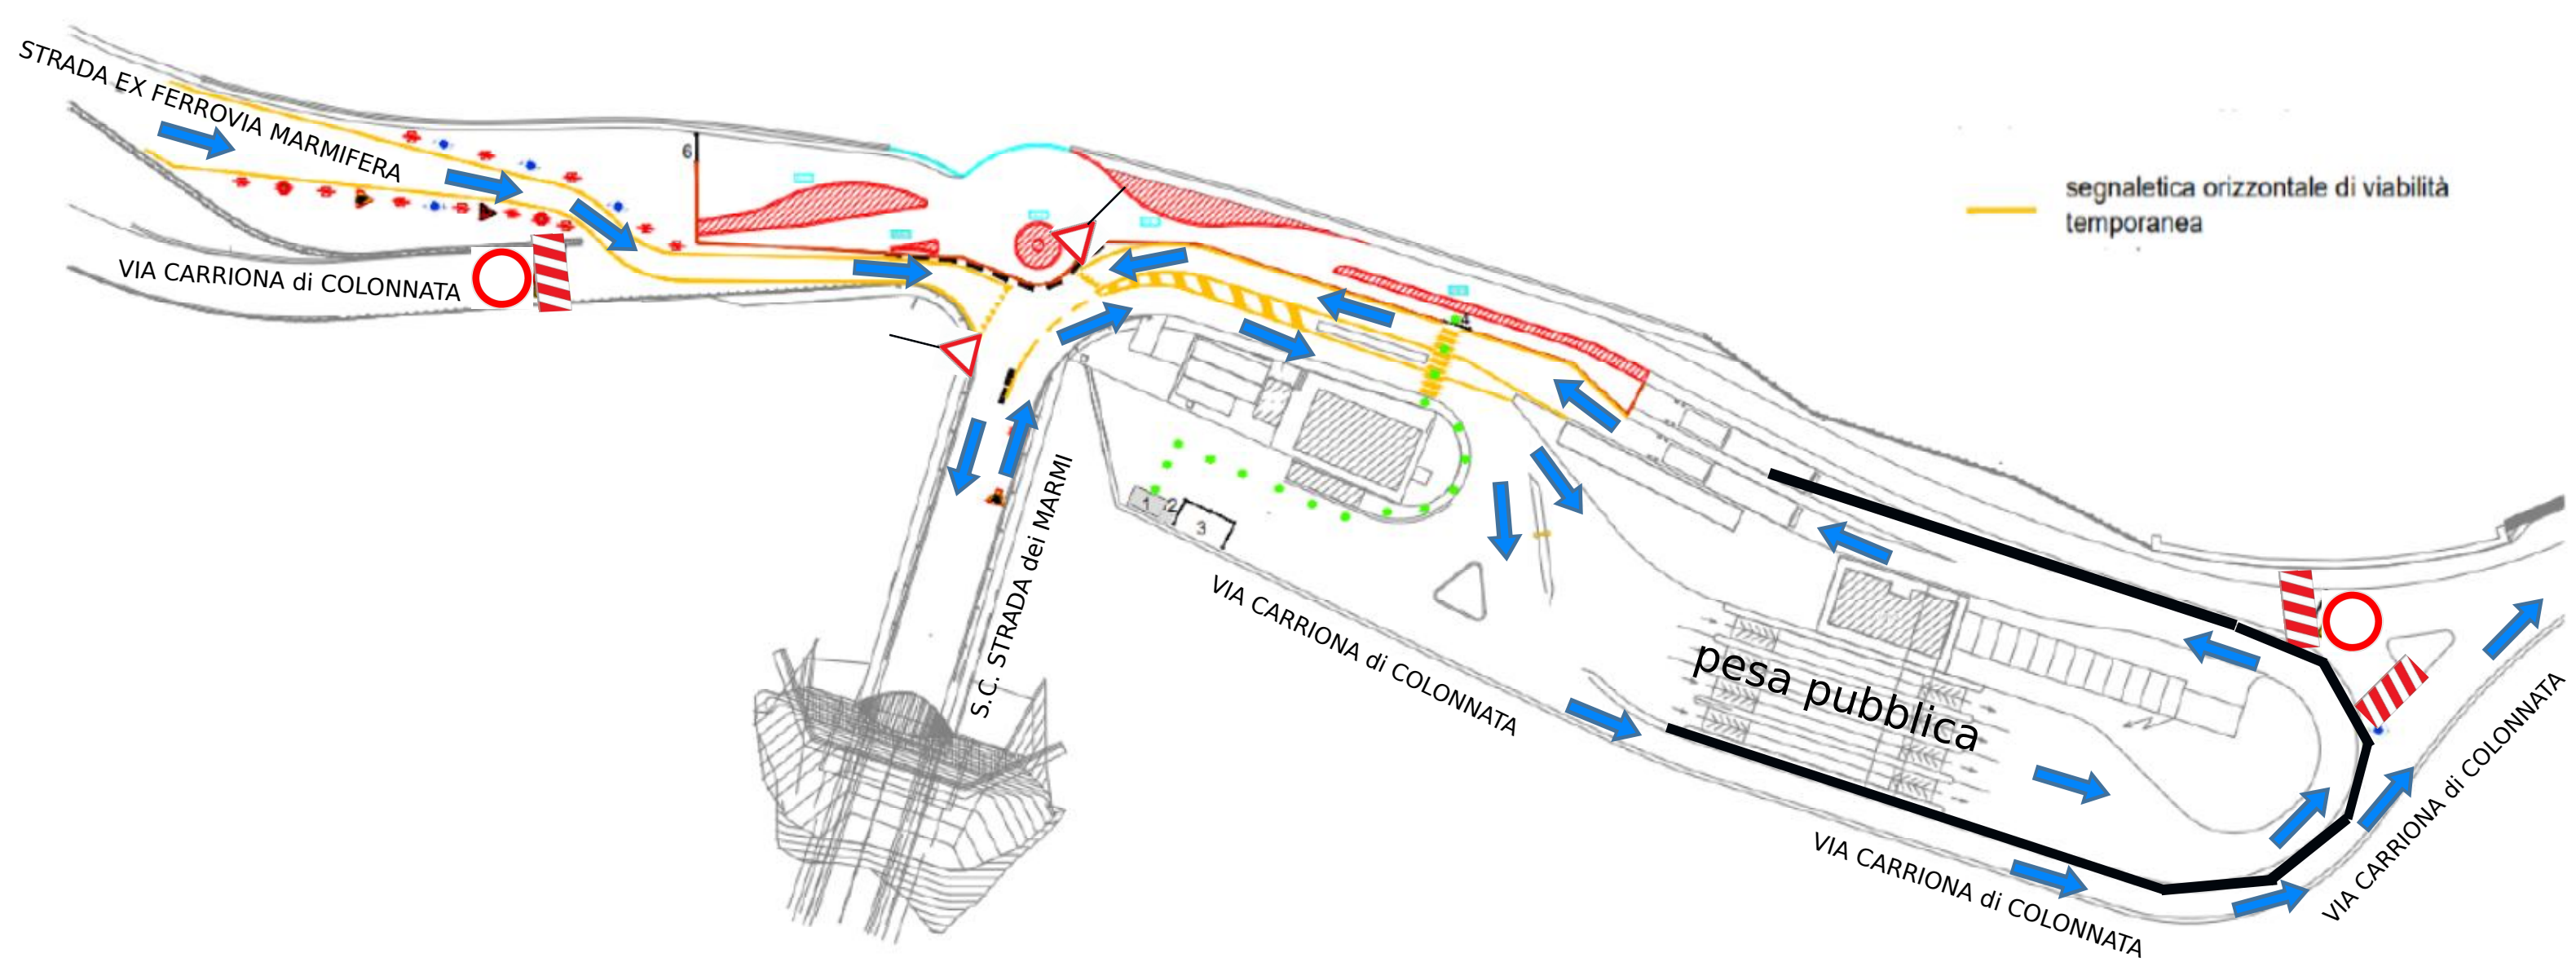 STRADA EX FERROVIA MARMIFERA
6
segnaletica orizzontale di viabilità
temporanea
VIA CARRIONA di COLONNATA
4
S.C. STRADA dei MARMI
1
2
3
VIA CARRIONA di COLONNATA
pesa pubblica
VIA CARRIONA di COLONNATA
VIA CARRIONA di COLONNATA